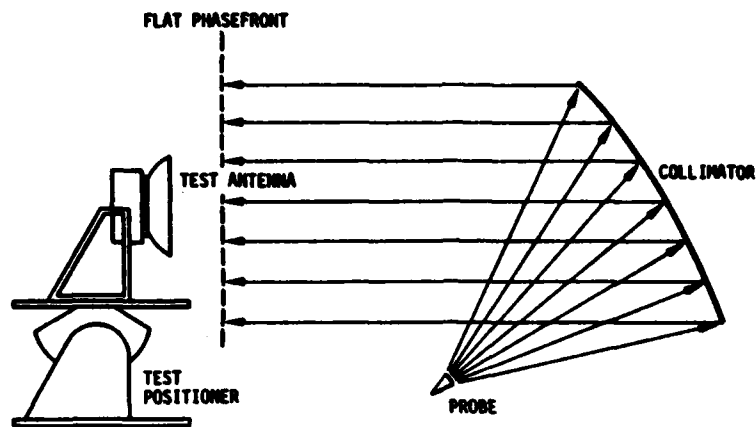 FLAT PHASEFRONT
TEST ANTENNA
COLLIMATOR
TEST
POSITIONER
PROBE